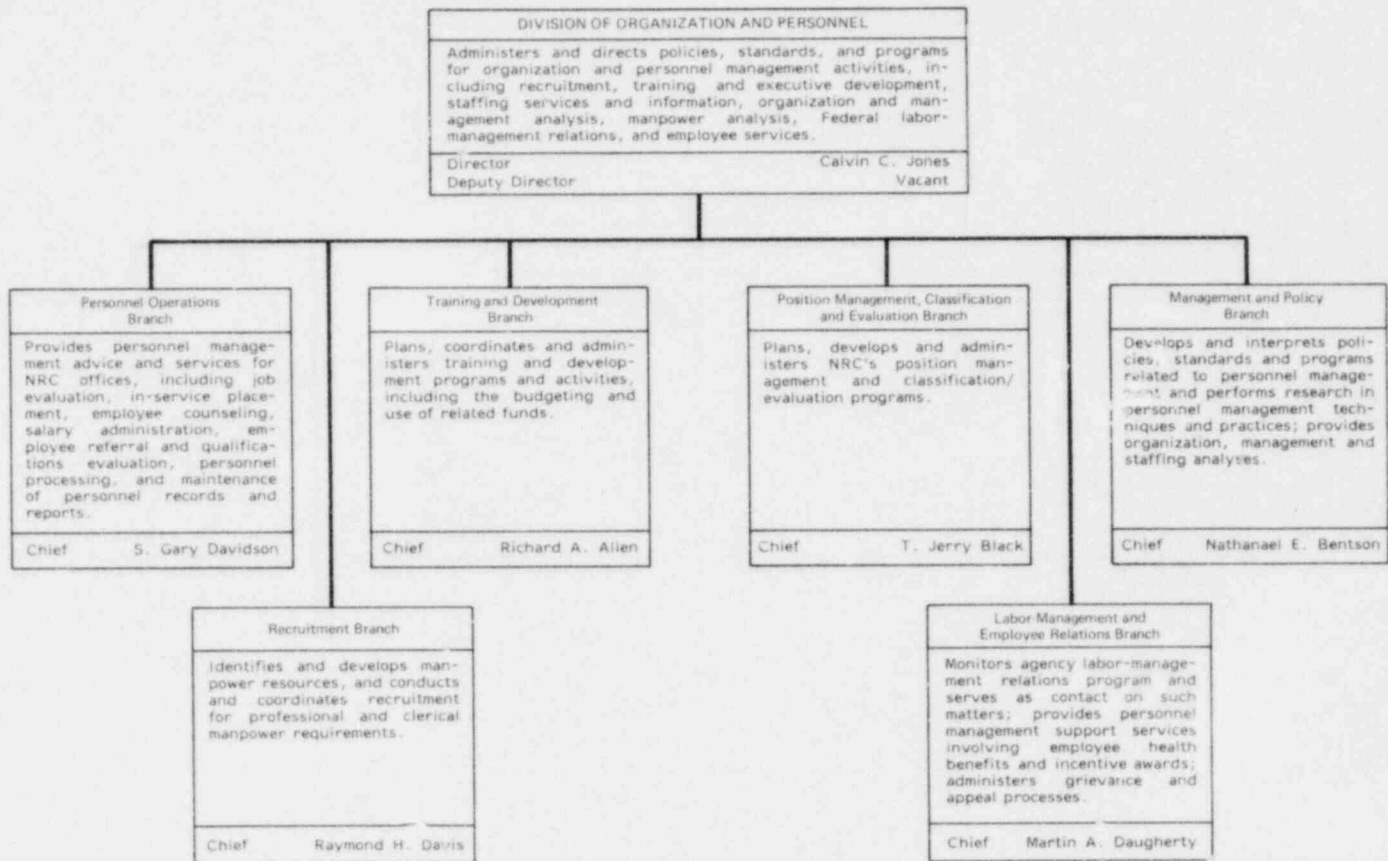 DIVISION OF ORGANIZATION AND PERSONNEL
Administers and directs policies, standards, and programs
for organization and personnel management activities, in-
cluding recruitment, training and executive development,
staffing services and information, organization and man-
agement analysis, manpower analysis, Federal labor-
management relations, and employee services.
Director Calvin C. Jones
Deputy Director Vacant
Personnel Operations
Branch
Provides personnel manage-
ment advice and services for
NRC offices, including job
evaluation, in-service place-
ment, employee counseling,
salary administration, em-
ployee referral and qualifica-
tions evaluation, personnel
processing, and maintenance
of personnel records and
reports.
Chief S. Gary Davidson
Training and Development
Branch
Plans, coordinates and admin-
isters training and develop-
ment programs and activities,
including the budgeting and
use of related funds.
Chief Richard A. Allen
Position Management, Classification
and Evaluation Branch
Plans, develops and admin-
isters NRC's position man-
agement and classification/
evaluation programs.
Chief T. Jerry Black
Management and Policy
Branch
Develops and interprets poli-
cies, standards and programs
related to personnel manage-
ment and performs research in
personnel management tech-
niques and practices; provides
organization, management and
staffing analyses.
Chief Nathanael E. Bentson
Recruitment Branch
Identifies and develops man-
power resources, and conducts
and coordinates recruitment
for professional and clerical
manpower requirements.
Chief Raymond H. Davis
Labor Management and
Employee Relations Branch
Monitors agency labor-manage-
ment relations program and
serves as contact on such
matters; provides personnel
management support services
involving employee health
benefits and incentive awards;
administers grievance and
appeal processes.
Chief Martin A. Daugherty